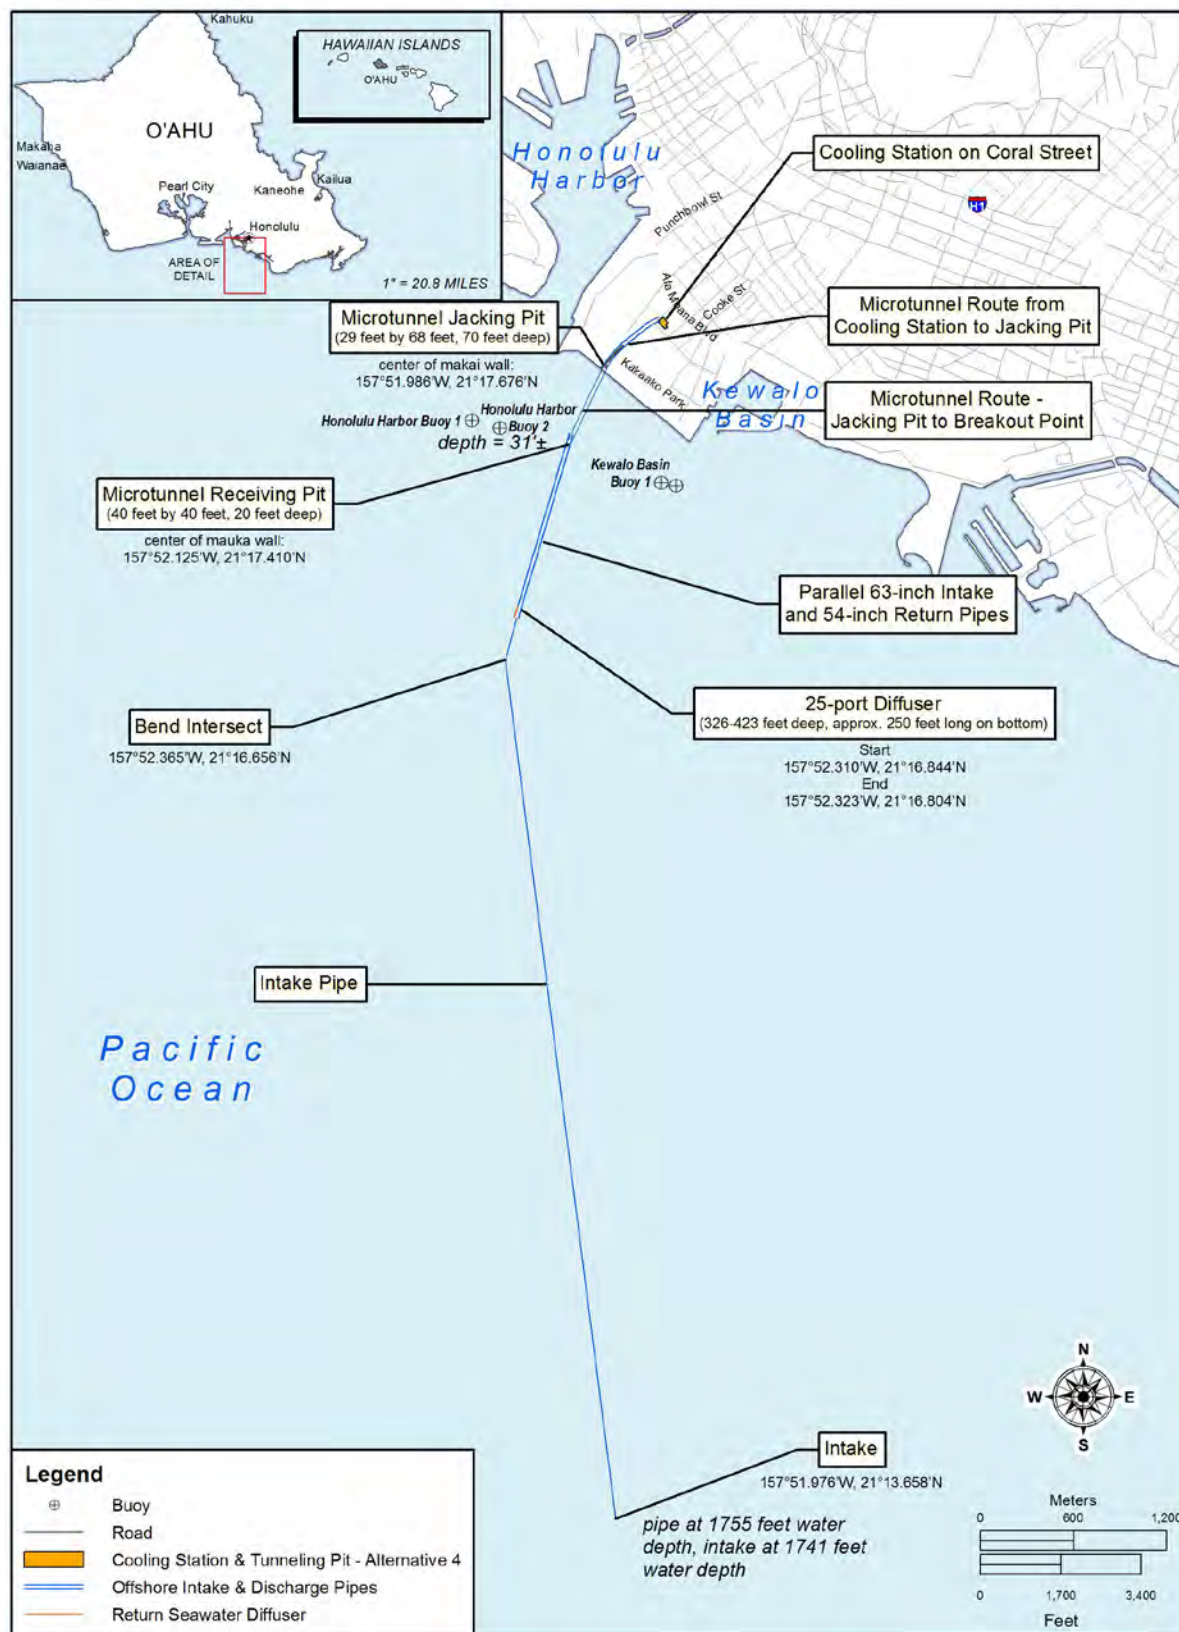 Kahuku
HAWAIIAN ISLANDS
O'AHU
O'AHU
Makaha
Waianae
Pearl City
Kaneohe
Kailua
Honolulu
AREA OF
DETAIL
1" = 20.8 MILES
Honolulu
Harbor
Cooling Station on Coral Street
H1
Punchbowl St
Ala Moana Blvd
Cooke St
Microtunnel Jacking Pit
(29 feet by 68 feet, 70 feet deep)
center of makai wall:
157°51.986'W, 21°17.676'N
Microtunnel Route from
Cooling Station to Jacking Pit
Kakaako Park
Kewalo
Basin
Microtunnel Route -
Jacking Pit to Breakout Point
Honolulu Harbor Buoy 1
Honolulu Harbor
Buoy 2
depth = 31'±
Kewalo Basin
Buoy 1
Microtunnel Receiving Pit
(40 feet by 40 feet, 20 feet deep)
center of mauka wall:
157°52.125'W, 21°17.410'N
Parallel 63-inch Intake
and 54-inch Return Pipes
Bend Intersect
157°52.365'W, 21°16.656'N
25-port Diffuser
(326-423 feet deep, approx. 250 feet long on bottom)
Start
157°52.310'W, 21°16.844'N
End
157°52.323'W, 21°16.804'N
Intake Pipe
Pacific
Ocean
N
W
E
S
Intake
157°51.976'W, 21°13.658'N
pipe at 1755 feet water
depth, intake at 1741 feet
water depth
Legend
Buoy
Road
Cooling Station & Tunneling Pit - Alternative 4
Offshore Intake & Discharge Pipes
Return Seawater Diffuser
Meters
0 600 1,200
0 1,700 3,400
Feet